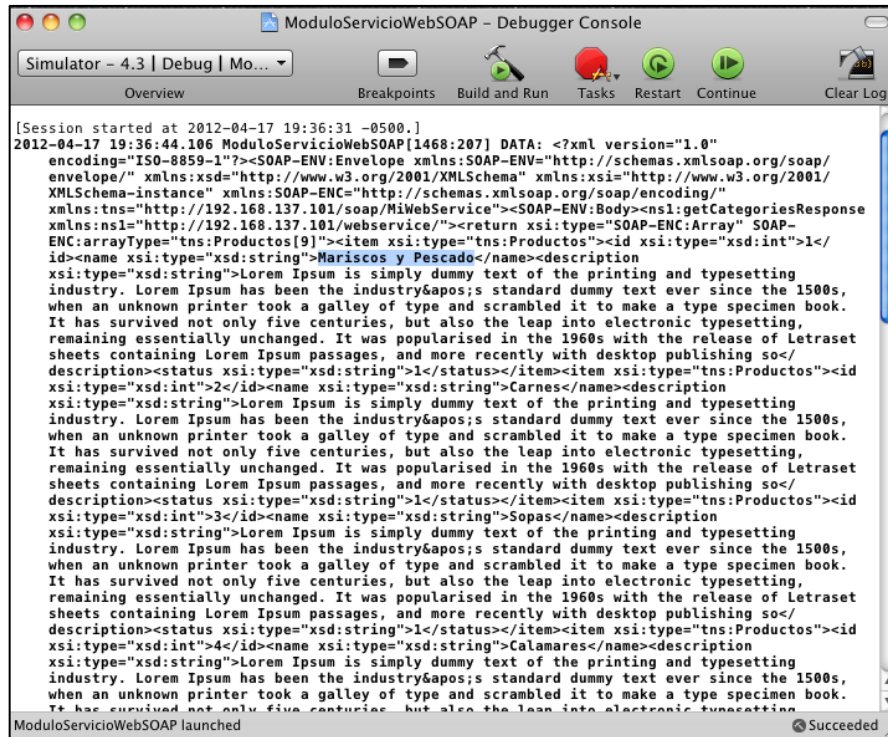 ModuloServicioWebSOAP – Debugger Console
Simulator – 4.3 | Debug | Mo...
Overview
Breakpoints
Build and Run
Tasks
Restart
Continue
Clear Log
[Session started at 2012-04-17 19:36:31 -0500.]
2012-04-17 19:36:44.106 ModuloServicioWebSOAP[1468:207] DATA: <?xml version="1.0"
encoding="ISO-8859-1"?><SOAP-ENV:Envelope xmlns:SOAP-ENV="http://schemas.xmlsoap.org/soap/
envelope/" xmlns:xsd="http://www.w3.org/2001/XMLSchema" xmlns:xsi="http://www.w3.org/2001/
XMLSchema-instance" xmlns:SOAP-ENC="http://schemas.xmlsoap.org/soap/encoding/"
xmlns:tns="http://192.168.137.101/soap/MiWebService"><SOAP-ENV:Body><ns1:getCategoriesResponse
xmlns:ns1="http://192.168.137.101/webservice/"><return xsi:type="SOAP-ENC:Array" SOAP-
ENC:arrayType="tns:Productos[9]"><item xsi:type="tns:Productos"><id xsi:type="xsd:int">1</
id><name xsi:type="xsd:string">Mariscos y Pescado</name><description
xsi:type="xsd:string">Lorem Ipsum is simply dummy text of the printing and typesetting
industry. Lorem Ipsum has been the industry&apos;s standard dummy text ever since the 1500s,
when an unknown printer took a galley of type and scrambled it to make a type specimen book.
It has survived not only five centuries, but also the leap into electronic typesetting,
remaining essentially unchanged. It was popularised in the 1960s with the release of Letraset
sheets containing Lorem Ipsum passages, and more recently with desktop publishing so</
description><status xsi:type="xsd:string">1</status></item><item xsi:type="tns:Productos"><id
xsi:type="xsd:int">2</id><name xsi:type="xsd:string">Carnes</name><description
xsi:type="xsd:string">Lorem Ipsum is simply dummy text of the printing and typesetting
industry. Lorem Ipsum has been the industry&apos;s standard dummy text ever since the 1500s,
when an unknown printer took a galley of type and scrambled it to make a type specimen book.
It has survived not only five centuries, but also the leap into electronic typesetting,
remaining essentially unchanged. It was popularised in the 1960s with the release of Letraset
sheets containing Lorem Ipsum passages, and more recently with desktop publishing so</
description><status xsi:type="xsd:string">1</status></item><item xsi:type="tns:Productos"><id
xsi:type="xsd:int">3</id><name xsi:type="xsd:string">Sopas</name><description
xsi:type="xsd:string">Lorem Ipsum is simply dummy text of the printing and typesetting
industry. Lorem Ipsum has been the industry&apos;s standard dummy text ever since the 1500s,
when an unknown printer took a galley of type and scrambled it to make a type specimen book.
It has survived not only five centuries, but also the leap into electronic typesetting,
remaining essentially unchanged. It was popularised in the 1960s with the release of Letraset
sheets containing Lorem Ipsum passages, and more recently with desktop publishing so</
description><status xsi:type="xsd:string">1</status></item><item xsi:type="tns:Productos"><id
xsi:type="xsd:int">4</id><name xsi:type="xsd:string">Calamares</name><description
xsi:type="xsd:string">Lorem Ipsum is simply dummy text of the printing and typesetting
industry. Lorem Ipsum has been the industry&apos;s standard dummy text ever since the 1500s,
when an unknown printer took a galley of type and scrambled it to make a type specimen book.
It has survived not only five centuries, but also the leap into electronic typesetting,
ModuloServicioWebSOAP launched
Succeeded